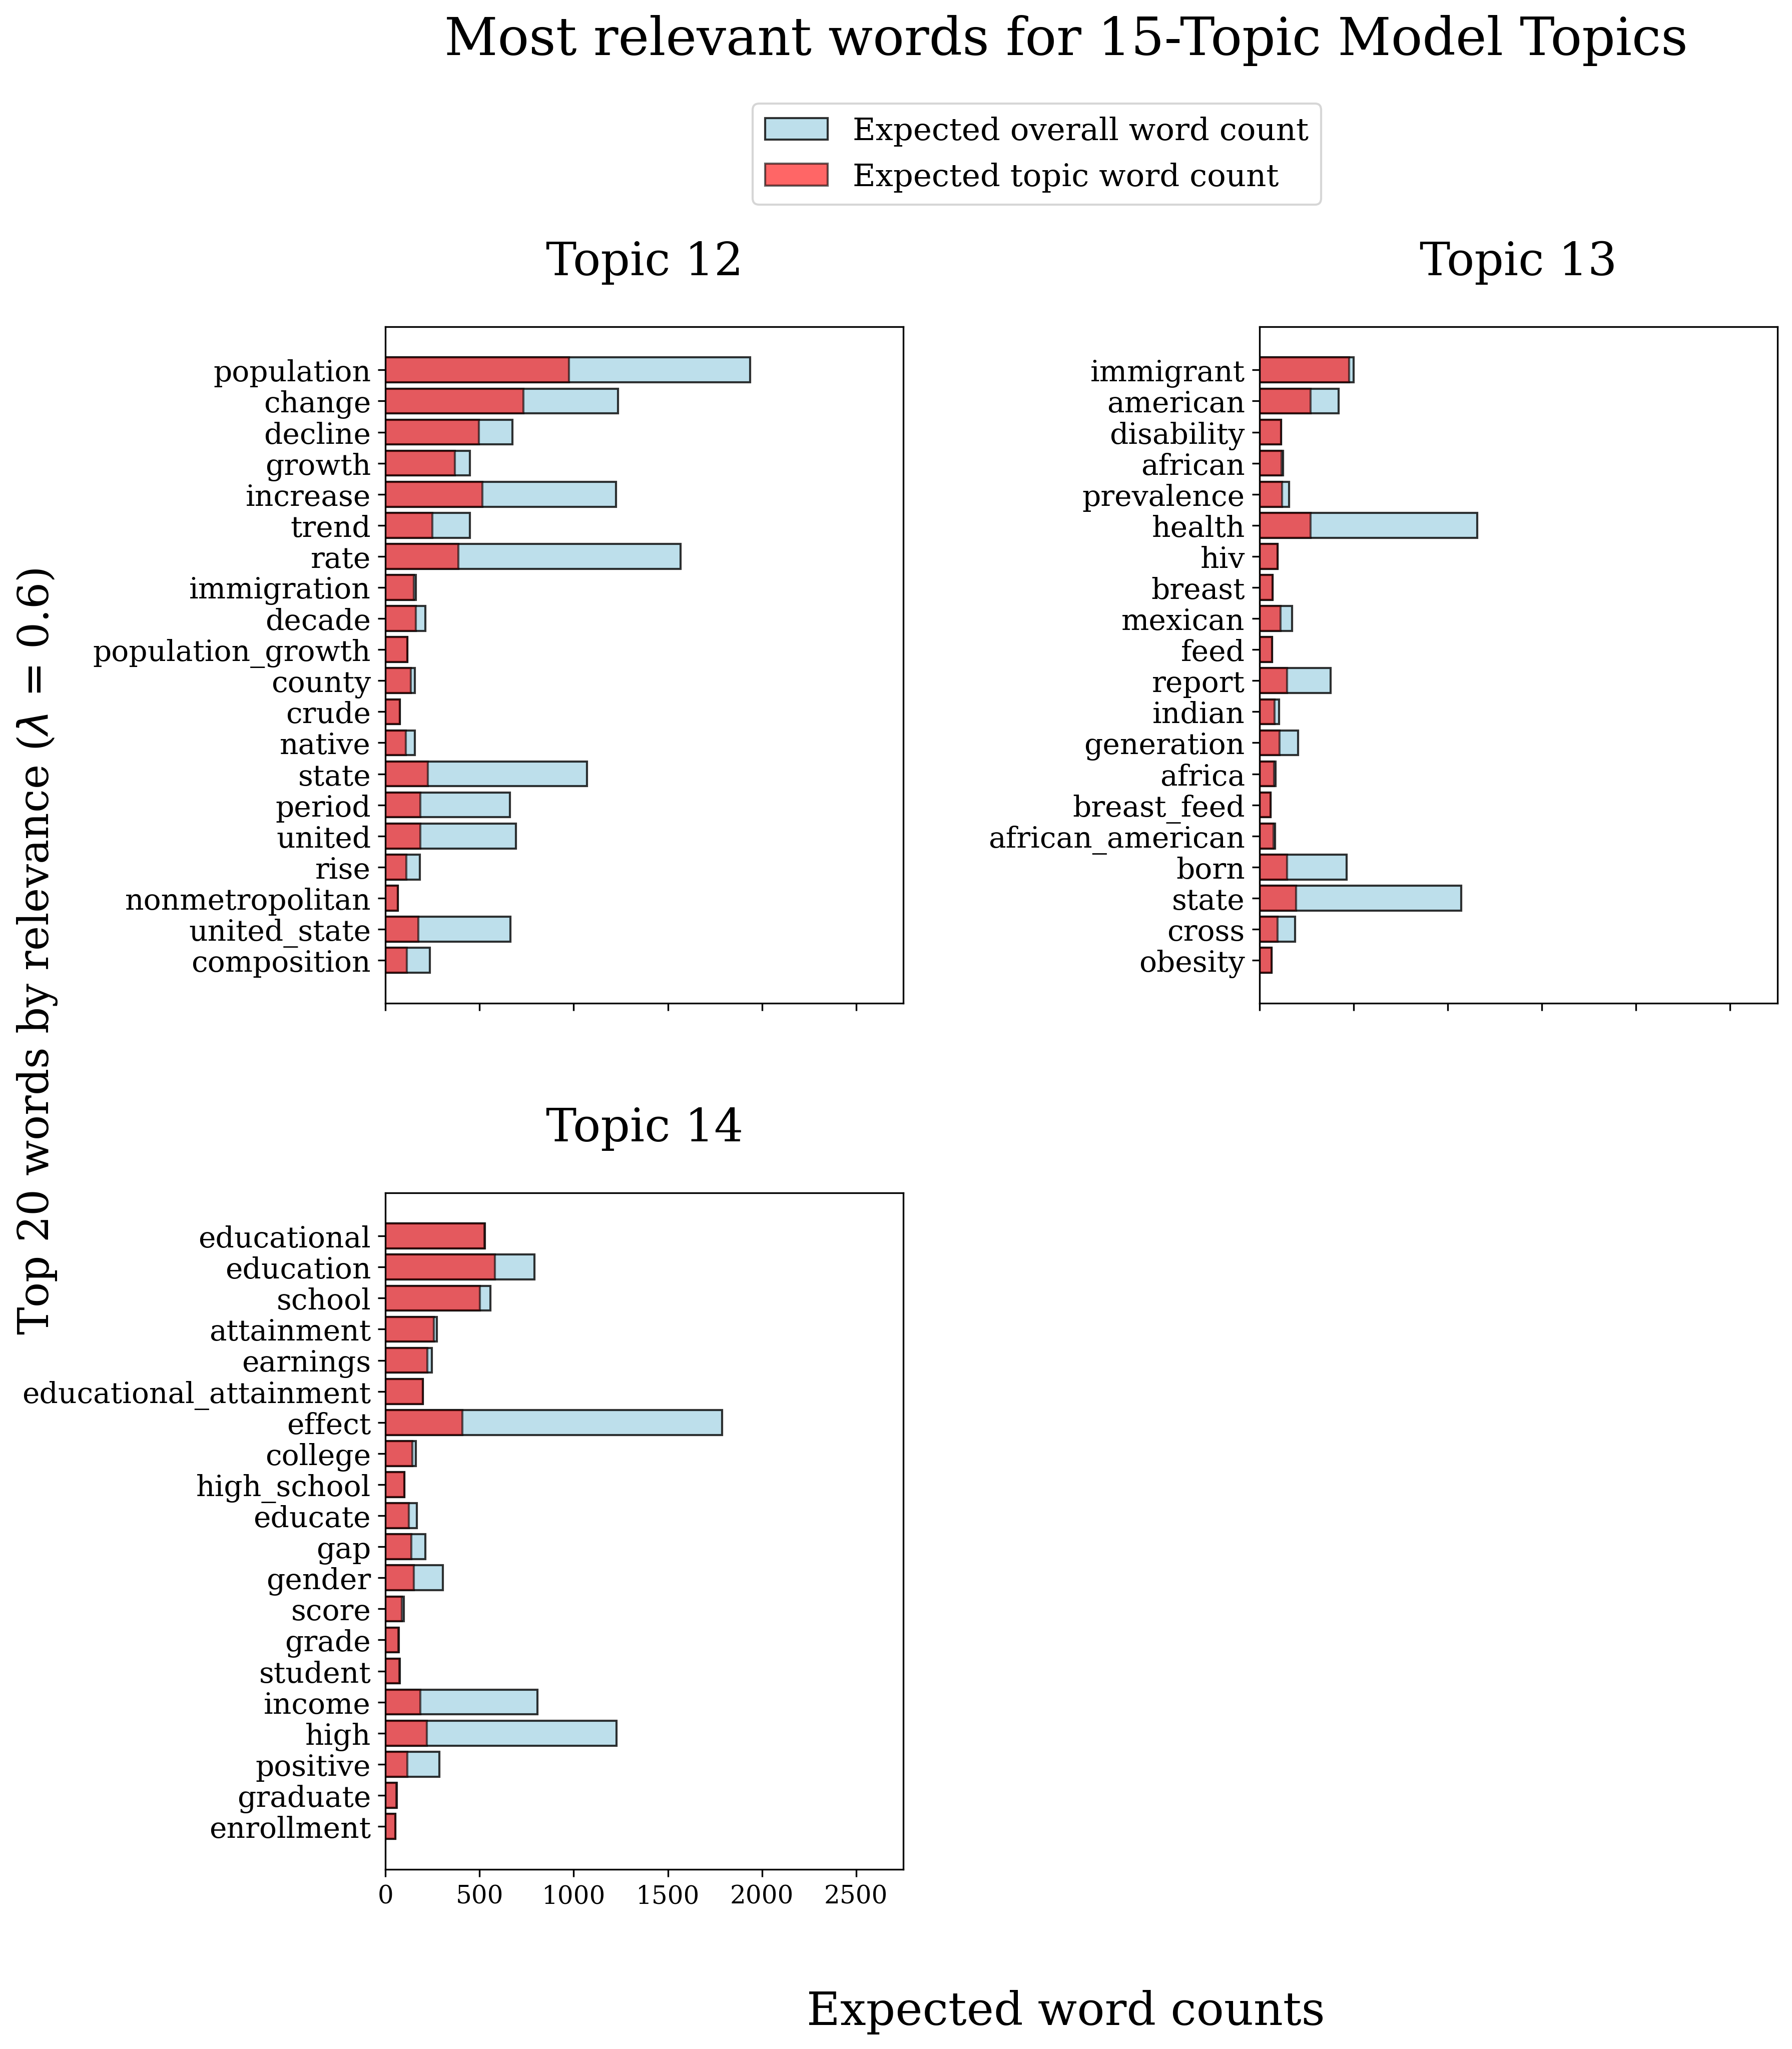 Most relevant words for 15-Topic Model Topics
Expected overall word count
Expected topic word count
Top 20 words by relevance (λ = 0.6)
Topic 12
population
change
decline
growth
increase
trend
rate
immigration
decade
population_growth
county
crude
native
state
period
united
rise
nonmetropolitan
united_state
composition
Topic 13
immigrant
american
disability
african
prevalence
health
hiv
breast
mexican
feed
report
indian
generation
africa
breast_feed
african_american
born
state
cross
obesity
Topic 14
educational
education
school
attainment
earnings
educational_attainment
effect
college
high_school
educate
gap
gender
score
grade
student
income
high
positive
graduate
enrollment
0 500 1000 1500 2000 2500
Expected word counts